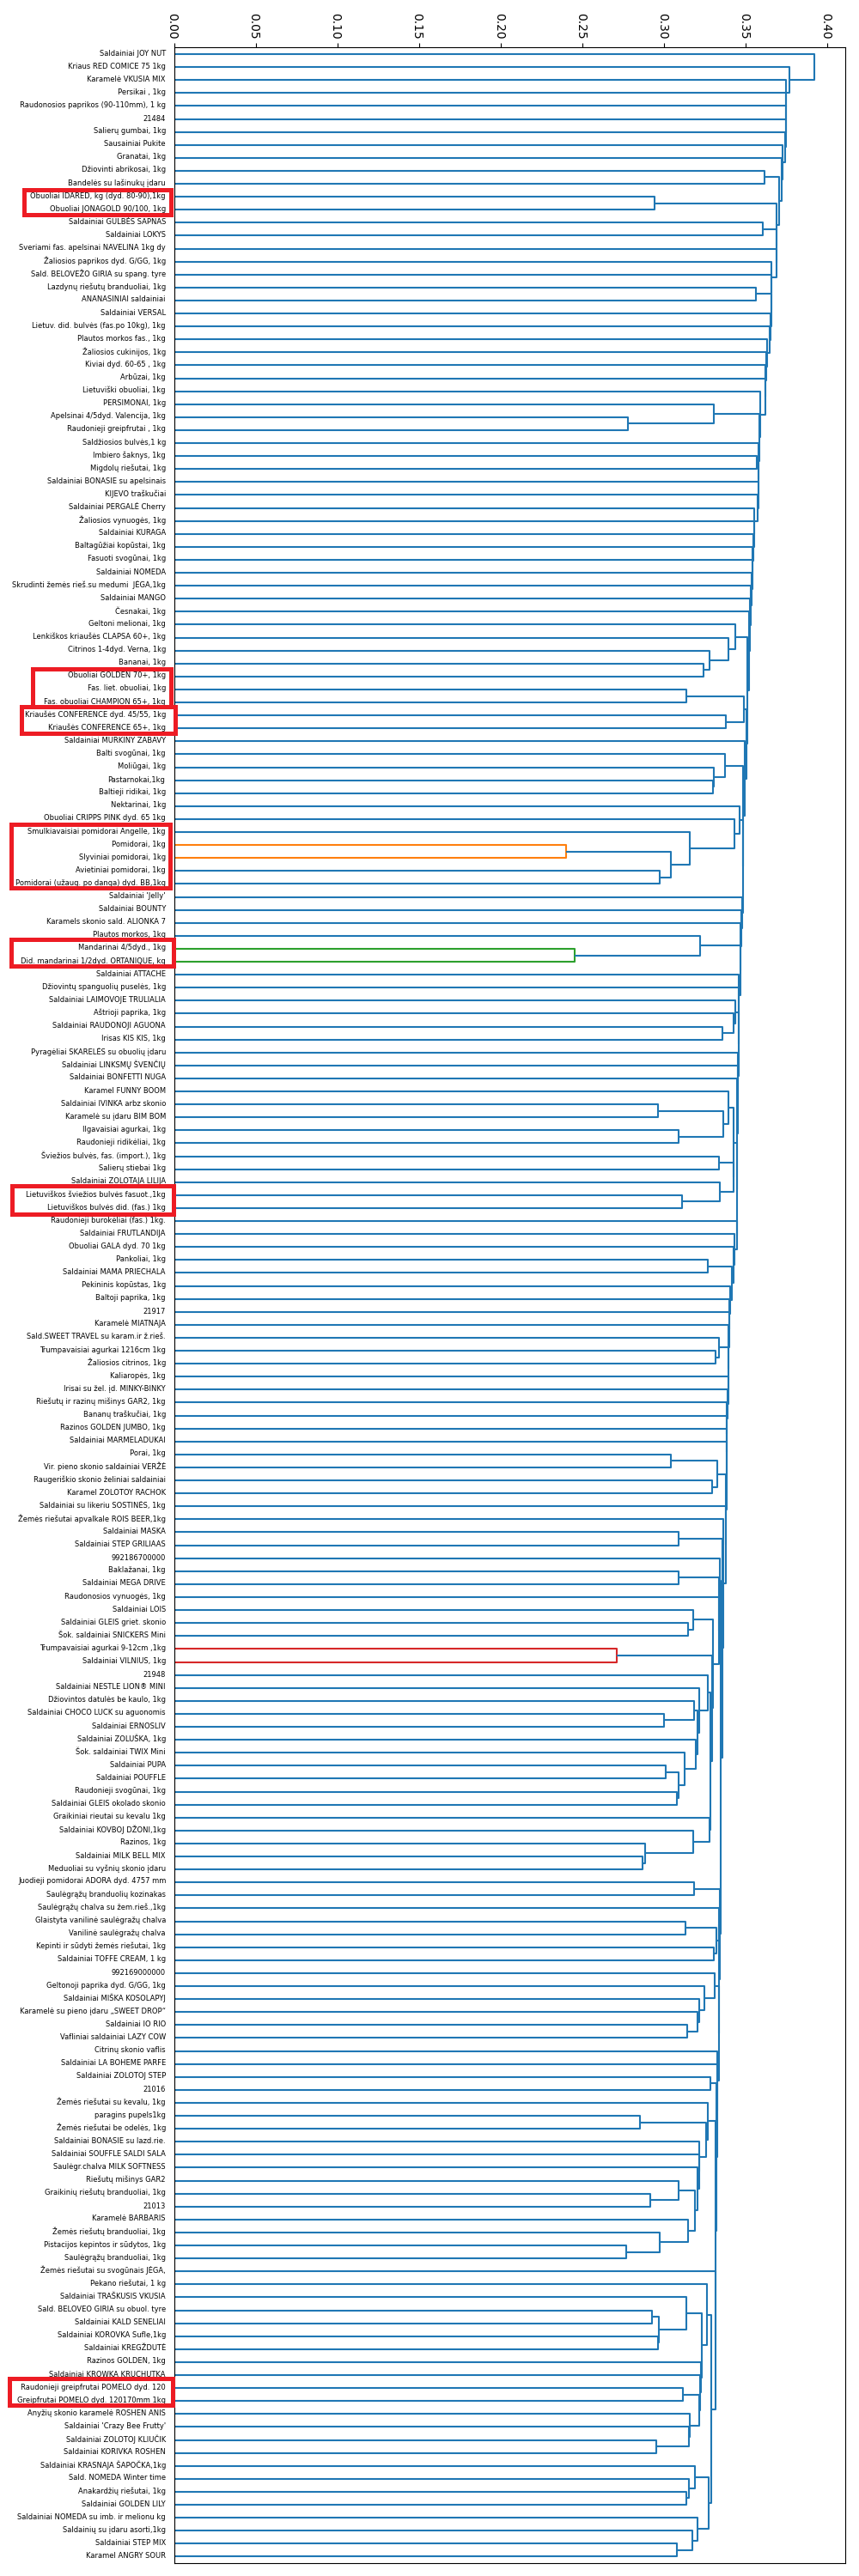 0.00 0.05 0.10 0.15 0.20 0.25 0.30 0.35 0.40
Saldainiai JOY NUT
Kriaus RED COMICE 75 1kg
Karamelė VKUSIA MIX
Persikai , 1kg
Raudonosios paprikos (90-110mm), 1 kg
21484
Salierų gumbai, 1kg
Sausainiai Pukite
Granatai, 1kg
Džiovinti abrikosai, 1kg
Bandelės su lašinukų įdaru
Obuoliai IDARED, kg (dyd. 80-90),1kg
Obuoliai JONAGOLD 90/100, 1kg
Saldainiai GULBĖS SAPNAS
Saldainiai LOKYS
Sveriami fas. apelsinai NAVELINA 1kg dy
Žaliosios paprikos dyd. G/GG, 1kg
Sald. BELOVEŽO GIRIA su spang. tyre
Lazdynų riešutų branduoliai, 1kg
ANANASINIAI saldainiai
Saldainiai VERSAL
Lietuv. did. bulvės (fas.po 10kg), 1kg
Plautos morkos fas., 1kg
Žaliosios cukinijos, 1kg
Kiviai dyd. 60-65 , 1kg
Arbūzai, 1kg
Lietuviški obuoliai, 1kg
PERSIMONAI, 1kg
Apelsinai 4/5dyd. Valencija, 1kg
Raudonieji greipfrutai , 1kg
Saldžiosios bulvės,1 kg
Imbiero šaknys, 1kg
Migdolų riešutai, 1kg
Saldainiai BONASIE su apelsinais
KIJEVO traškučiai
Saldainiai PERGALĖ Cherry
Žaliosios vynuogės, 1kg
Saldainiai KURAGA
Baltagūžiai kopūstai, 1kg
Fasuoti svogūnai, 1kg
Saldainiai NOMEDA
Skrudinti žemės rieš.su medumi  JĖGA,1kg
Saldainiai MANGO
Česnakai, 1kg
Geltoni melionai, 1kg
Lenkiškos kriaušės CLAPSA 60+, 1kg
Citrinos 1-4dyd. Verna, 1kg
Bananai, 1kg
Obuoliai GOLDEN 70+, 1kg
Fas. liet. obuoliai, 1kg
Fas. obuoliai CHAMPION 65+, 1kg
Kriaušės CONFERENCE dyd. 45/55, 1kg
Kriaušės CONFERENCE 65+, 1kg
Saldainiai MURKINY ZABAVY
Balti svogūnai, 1kg
Moliūgai, 1kg
Pastarnokai,1kg
Baltieji ridikai, 1kg
Nektarinai, 1kg
Obuoliai CRIPPS PINK dyd. 65 1kg
Smulkiavaisiai pomidorai Angelle, 1kg
Pomidorai, 1kg
Slyviniai pomidorai, 1kg
Avietiniai pomidorai, 1kg
Pomidorai (užaug. po danga) dyd. BB,1kg
Saldainiai 'Jelly'
Saldainiai BOUNTY
Karamels skonio sald. ALIONKA 7
Plautos morkos, 1kg
Mandarinai 4/5dyd., 1kg
Did. mandarinai 1/2dyd. ORTANIQUE, kg
Saldainiai ATTACHE
Džiovintų spanguolių puselės, 1kg
Saldainiai LAIMOVOJE TRULIALIA
Aštrioji paprika, 1kg
Saldainiai RAUDONOJI AGUONA
Irisas KIS KIS, 1kg
Pyragėliai SKARELĖS su obuolių įdaru
Saldainiai LINKSMŲ ŠVENČIŲ
Saldainiai BONFETTI NUGA
Karamel FUNNY BOOM
Saldainiai IVINKA arbz skonio
Karamelė su įdaru BIM BOM
Ilgavaisiai agurkai, 1kg
Raudonieji ridikėliai, 1kg
Šviežios bulvės, fas. (import.), 1kg
Salierų stiebai 1kg
Saldainiai ZOLOTAJA LILIJA
Lietuviškos šviežios bulvės fasuot.,1kg
Lietuviškos bulvės did. (fas.) 1kg
Raudonieji burokėliai (fas.) 1kg.
Saldainiai FRUTLANDIJA
Obuoliai GALA dyd. 70 1kg
Pankoliai, 1kg
Saldainiai MAMA PRIECHALA
Pekininis kopūstas, 1kg
Baltoji paprika, 1kg
21917
Karamelė MIATNAJA
Sald.SWEET TRAVEL su karam.ir ž.rieš.
Trumpavaisiai agurkai 1216cm 1kg
Žaliosios citrinos, 1kg
Kaliaropės, 1kg
Irisai su žel. įd. MINKY-BINKY
Riešutų ir razinų mišinys GAR2, 1kg
Bananų traškučiai, 1kg
Razinos GOLDEN JUMBO, 1kg
Saldainiai MARMELADUKAI
Porai, 1kg
Vir. pieno skonio saldainiai VERŽĖ
Raugeriškio skonio želiniai saldainiai
Karamel ZOLOTOY RACHOK
Saldainiai su likeriu SOSTINĖS, 1kg
Žemės riešutai apvalkale ROIS BEER,1kg
Saldainiai MASKA
Saldainiai STEP GRILIAAS
992186700000
Baklažanai, 1kg
Saldainiai MEGA DRIVE
Raudonosios vynuogės, 1kg
Saldainiai LOIS
Saldainiai GLEIS griet. skonio
Šok. saldainiai SNICKERS Mini
Trumpavaisiai agurkai 9-12cm ,1kg
Saldainiai VILNIUS, 1kg
21948
Saldainiai NESTLE LION® MINI
Džiovintos datulės be kaulo, 1kg
Saldainiai CHOCO LUCK su aguonomis
Saldainiai ERNOSLIV
Saldainiai ZOLUŠKA, 1kg
Šok. saldainiai TWIX Mini
Saldainiai PUPA
Saldainiai POUFFLE
Raudonieji svogūnai, 1kg
Saldainiai GLEIS okolado skonio
Graikiniai rieutai su kevalu 1kg
Saldainiai KOVBOJ DŽONI,1kg
Razinos, 1kg
Saldainiai MILK BELL MIX
Meduoliai su vyšnių skonio įdaru
Juodieji pomidorai ADORA dyd. 4757 mm
Saulėgrąžų branduolių kozinakas
Saulėgrąžų chalva su žem.rieš.,1kg
Glaistyta vanilinė saulėgražų chalva
Vanilinė saulėgražų chalva
Kepinti ir sūdyti žemės riešutai, 1kg
Saldainiai TOFFE CREAM, 1 kg
992169000000
Geltonoji paprika dyd. G/GG, 1kg
Saldainiai MIŠKA KOSOLAPYJ
Karamelė su pieno įdaru „SWEET DROP"
Saldainiai IO RIO
Vafliniai saldainiai LAZY COW
Citrinų skonio vaflis
Saldainiai LA BOHEME PARFE
Saldainiai ZOLOTOJ STEP
21016
Žemės riešutai su kevalu, 1kg
paragins pupels1kg
Žemės riešutai be odelės, 1kg
Saldainiai BONASIE su lazd.rie.
Saldainiai SOUFFLE SALDI SALA
Saulėgr.chalva MILK SOFTNESS
Riešutų mišinys GAR2
Graikinių riešutų branduoliai, 1kg
21013
Karamelė BARBARIS
Žemės riešutų branduoliai, 1kg
Pistacijos kepintos ir sūdytos, 1kg
Saulėgrąžų branduoliai, 1kg
Žemės riešutai su svogūnais JĖGA,
Pekano riešutai, 1 kg
Saldainiai TRAŠKUSIS VKUSIA
Sald. BELOVEO GIRIA su obuol. tyre
Saldainiai KALD SENELIAI
Saldainiai KOROVKA Sufle,1kg
Saldainiai KREGŽDUTĖ
Razinos GOLDEN, 1kg
Saldainiai KROWKA KRUCHUTKA
Raudonieji greipfrutai POMELO dyd. 120
Greipfrutai POMELO dyd. 120170mm 1kg
Anyžių skonio karamelė ROSHEN ANIS
Saldainiai 'Crazy Bee Frutty'
Saldainiai ZOLOTOJ KLIUČIK
Saldainiai KORIVKA ROSHEN
Saldainiai KRASNAJA ŠAPOČKA,1kg
Sald. NOMEDA Winter time
Anakardžių riešutai, 1kg
Saldainiai GOLDEN LILY
Saldainiai NOMEDA su imb. ir melionu kg
Saldainių su įdaru asorti,1kg
Saldainiai STEP MIX
Karamel ANGRY SOUR